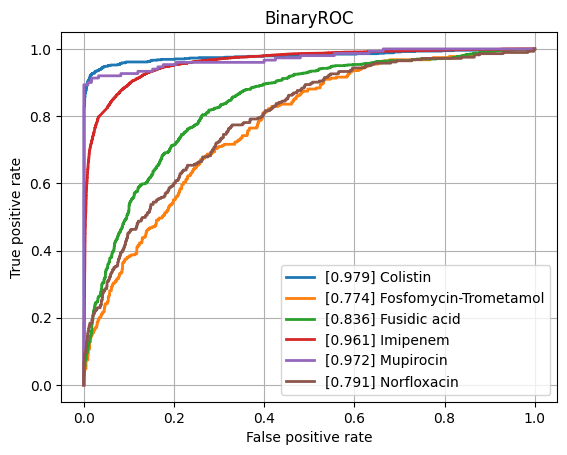 BinaryROC
True positive rate
1.0
0.8
0.6
0.4
0.2
0.0
[0.979] Colistin
[0.774] Fosfomycin-Trometamol
[0.836] Fusidic acid
[0.961] Imipenem
[0.972] Mupirocin
[0.791] Norfloxacin
0.0 0.2 0.4 0.6 0.8 1.0
False positive rate